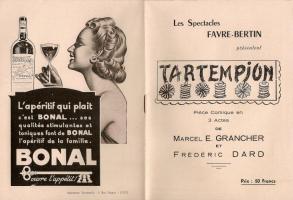 L'apéritif qui plaît
c'est BONAL... ses
qualités stimulantes et
toniques font de BONAL
l'apéritif de la famille.
BONAL
ouvre l'appétit!
Les Spectacles
FAVRE-BERTIN
présentent
TARTEMPION
Pièce Comique en
3 Actes
DE
MARCEL E. GRANCHER
ET
FRÉDÉRIC DARD
Prix : 50 Francs